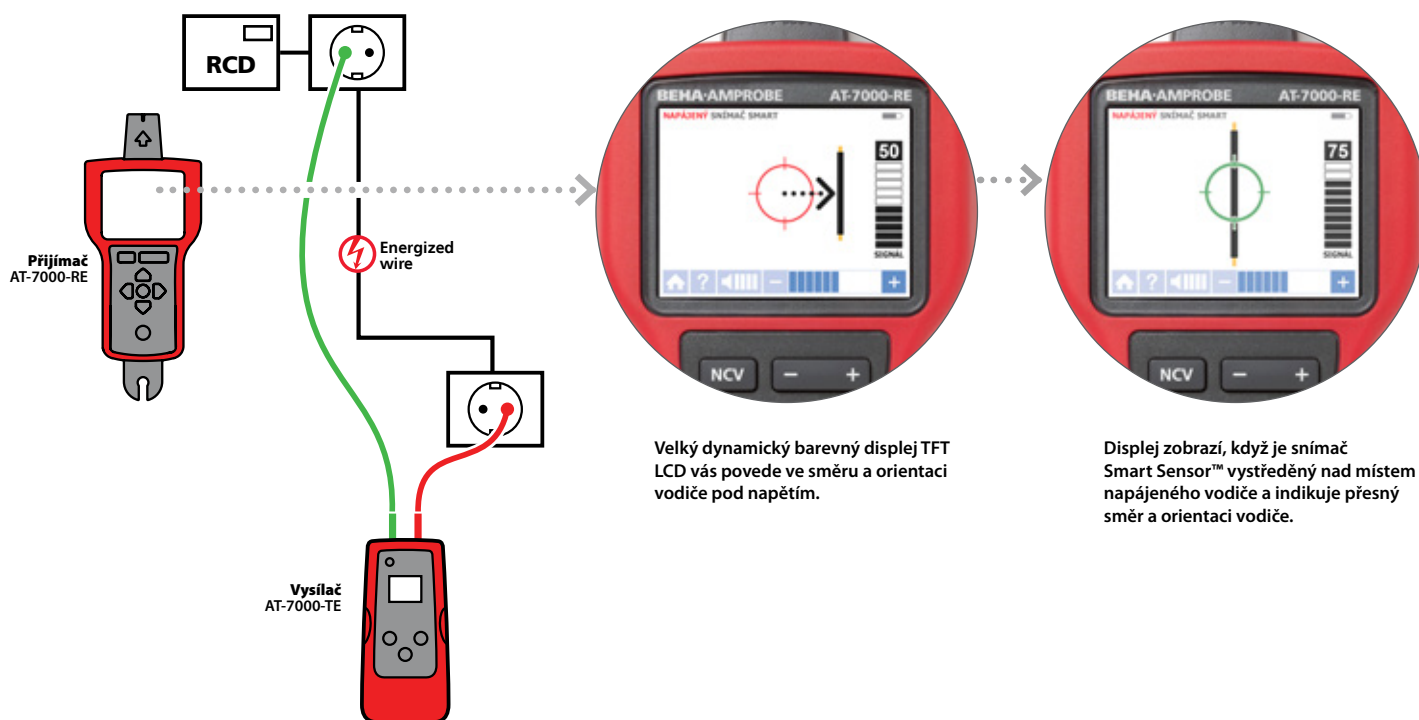 RCD
Přijímač
AT-7000-RE
Energized
wire
Vysílač
AT-7000-TE
BEHA-AMPROBE AT-7000-RE
NAPÁJENÝ SNÍMAČ SMART
50
SIGNÁL
?
NCV - +
Velký dynamický barevný displej TFT
LCD vás povede ve směru a orientaci
vodiče pod napětím.
BEHA-AMPROBE AT-7000-RE
NAPÁJENÝ SNÍMAČ SMART
75
SIGNÁL
?
NCV - +
Displej zobrazí, když je snímač
Smart Sensor™ vystředěný nad místem
napájeného vodiče a indikuje přesný
směr a orientaci vodiče.